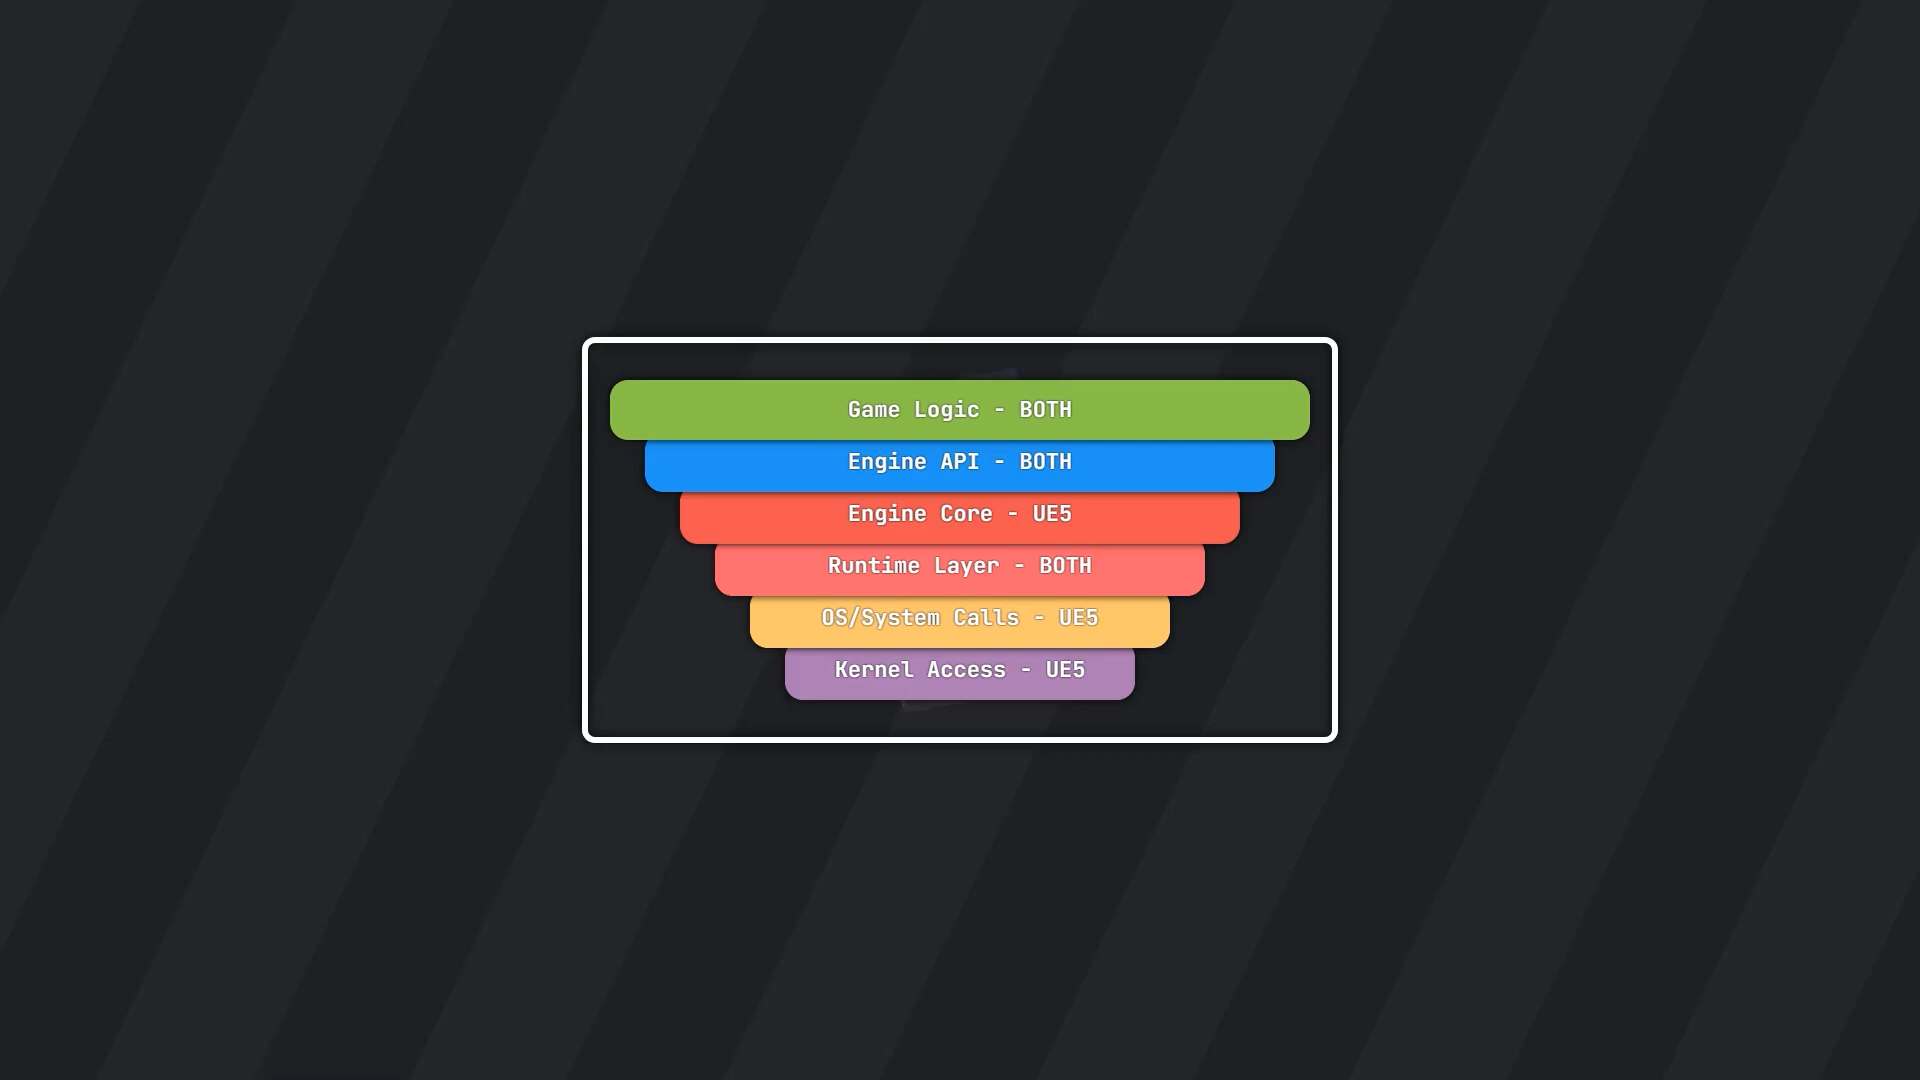 Game Logic - BOTH
Engine API - BOTH
Engine Core - UE5
Runtime Layer - BOTH
OS/System Calls - UE5
Kernel Access - UE5